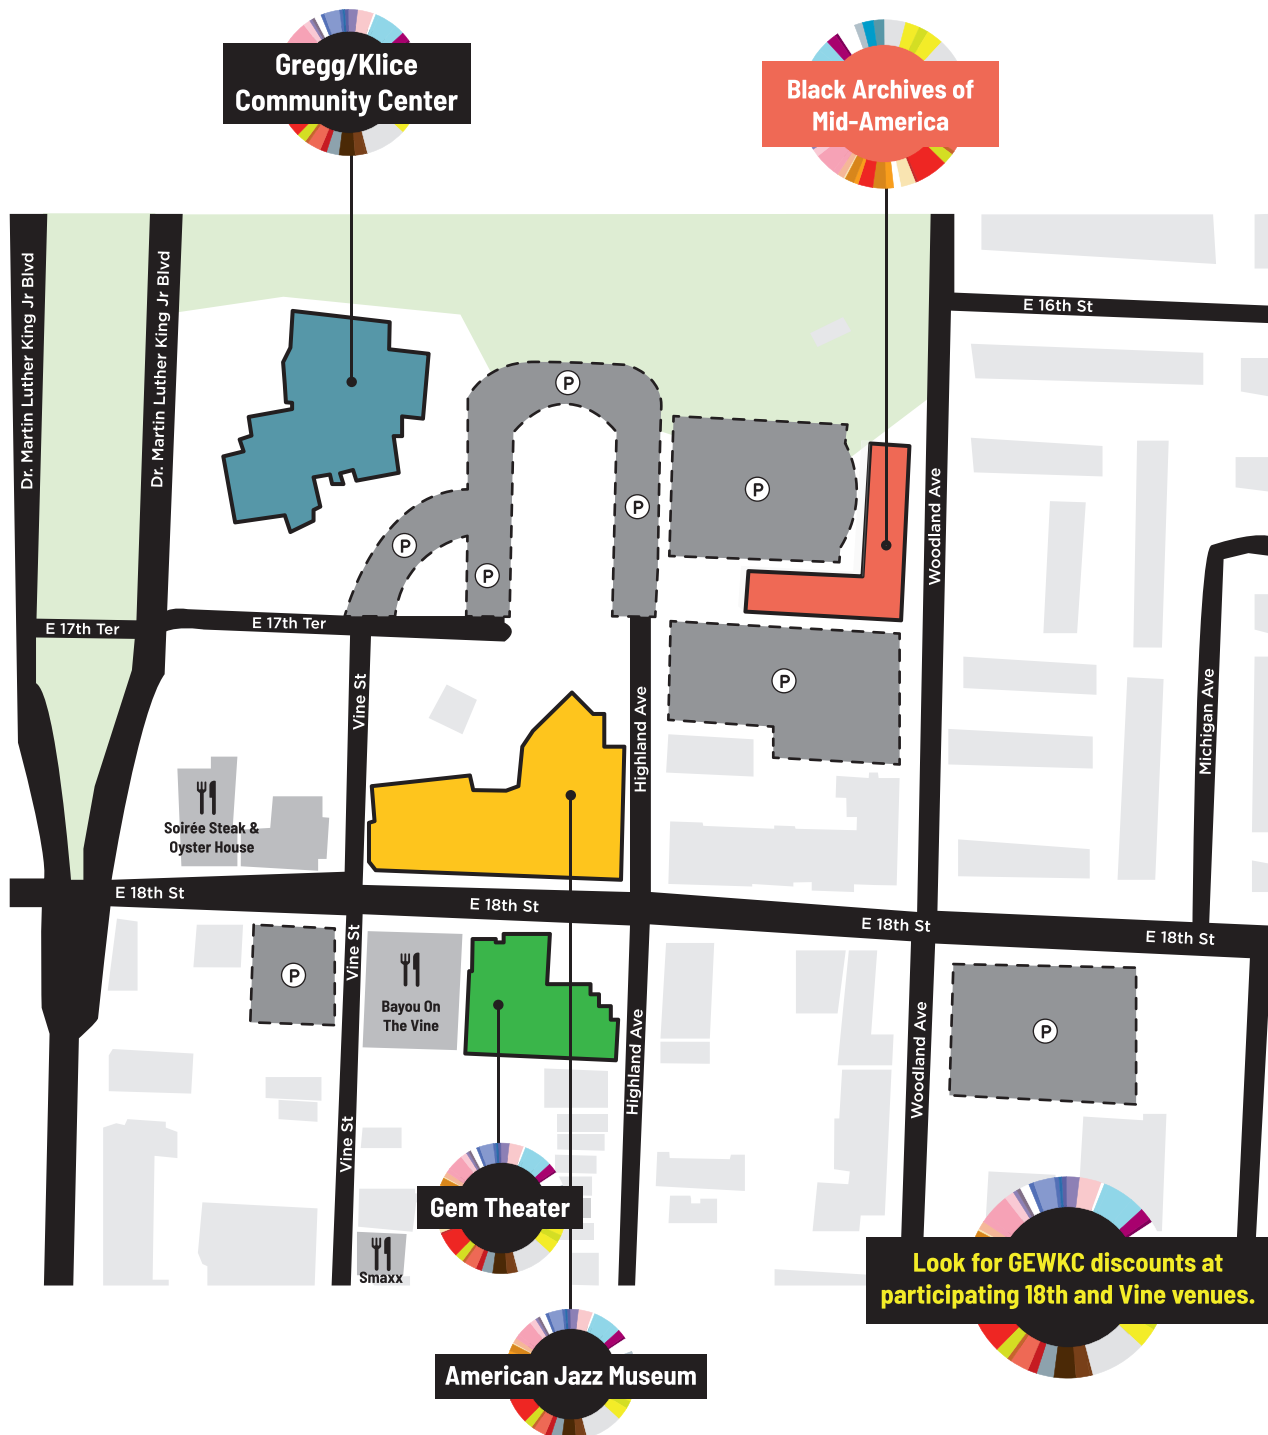 Gregg/Klice
Community Center
Black Archives of
Mid-America
Dr. Martin Luther King Jr Blvd
Dr. Martin Luther King Jr Blvd
E 16th St
P
P
P
P
P
Woodland Ave
E 17th Ter
E 17th Ter
Vine St
Highland Ave
P
Michigan Ave
Soirée Steak &
Oyster House
E 18th St
E 18th St
E 18th St
E 18th St
P
Vine St
Bayou On
The Vine
Highland Ave
Woodland Ave
P
Vine St
Gem Theater
Smaxx
Look for GEWKC discounts at
participating 18th and Vine venues.
American Jazz Museum